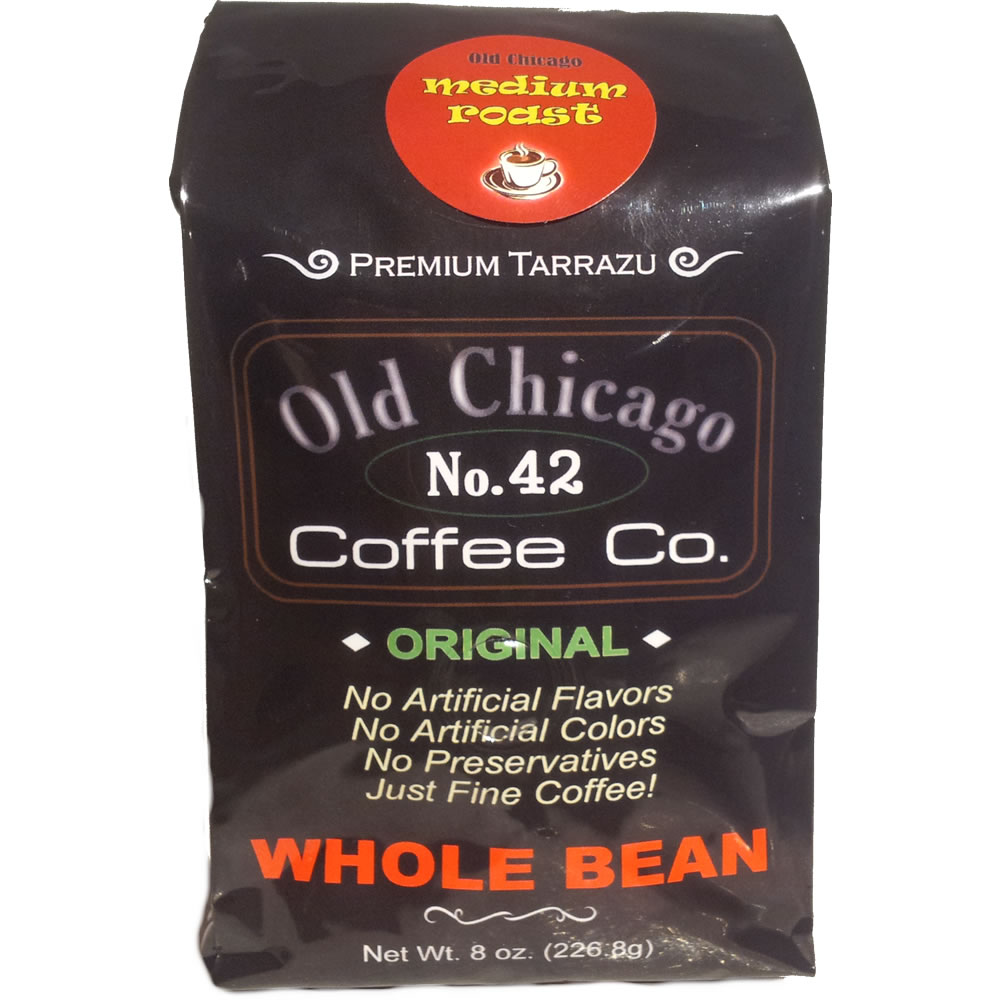 Old Chicago
medium
roast
PREMIUM TARRAZU
Old Chicago
No.42
Coffee Co.
ORIGINAL
No Artificial Flavors
No Artificial Colors
No Preservatives
Just Fine Coffee!
WHOLE BEAN
Net Wt. 8 oz. (226.8g)